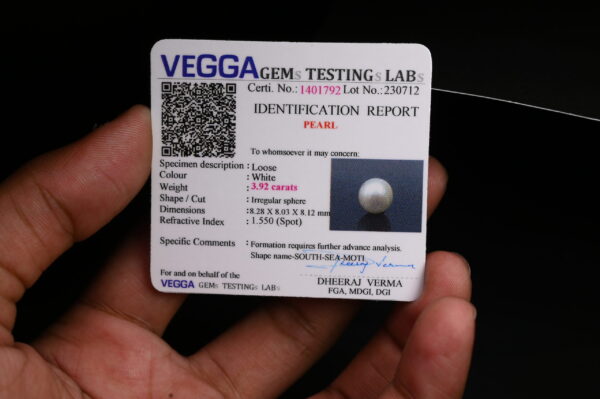 VEGGA GEMs TESTINGs LABs
Certi. No.: 1401792 Lot No.: 230712
IDENTIFICATION REPORT
PEARL
To whomsoever it may concern:
Specimen description : Loose
Colour : White
Weight : 3.92 carats
Shape / Cut : Irregular sphere
Dimensions : 8.28 X 8.03 X 8.12 mm
Refractive Index : 1.550 (Spot)
Specific Comments : Formation requires further advance analysis.
Shape name-SOUTH-SEA-MOTI
Dheeraj Verma
For and on behalf of the
VEGGA GEMs TESTINGs LABs
DHEERAJ VERMA
FGA, MDGI, DGI